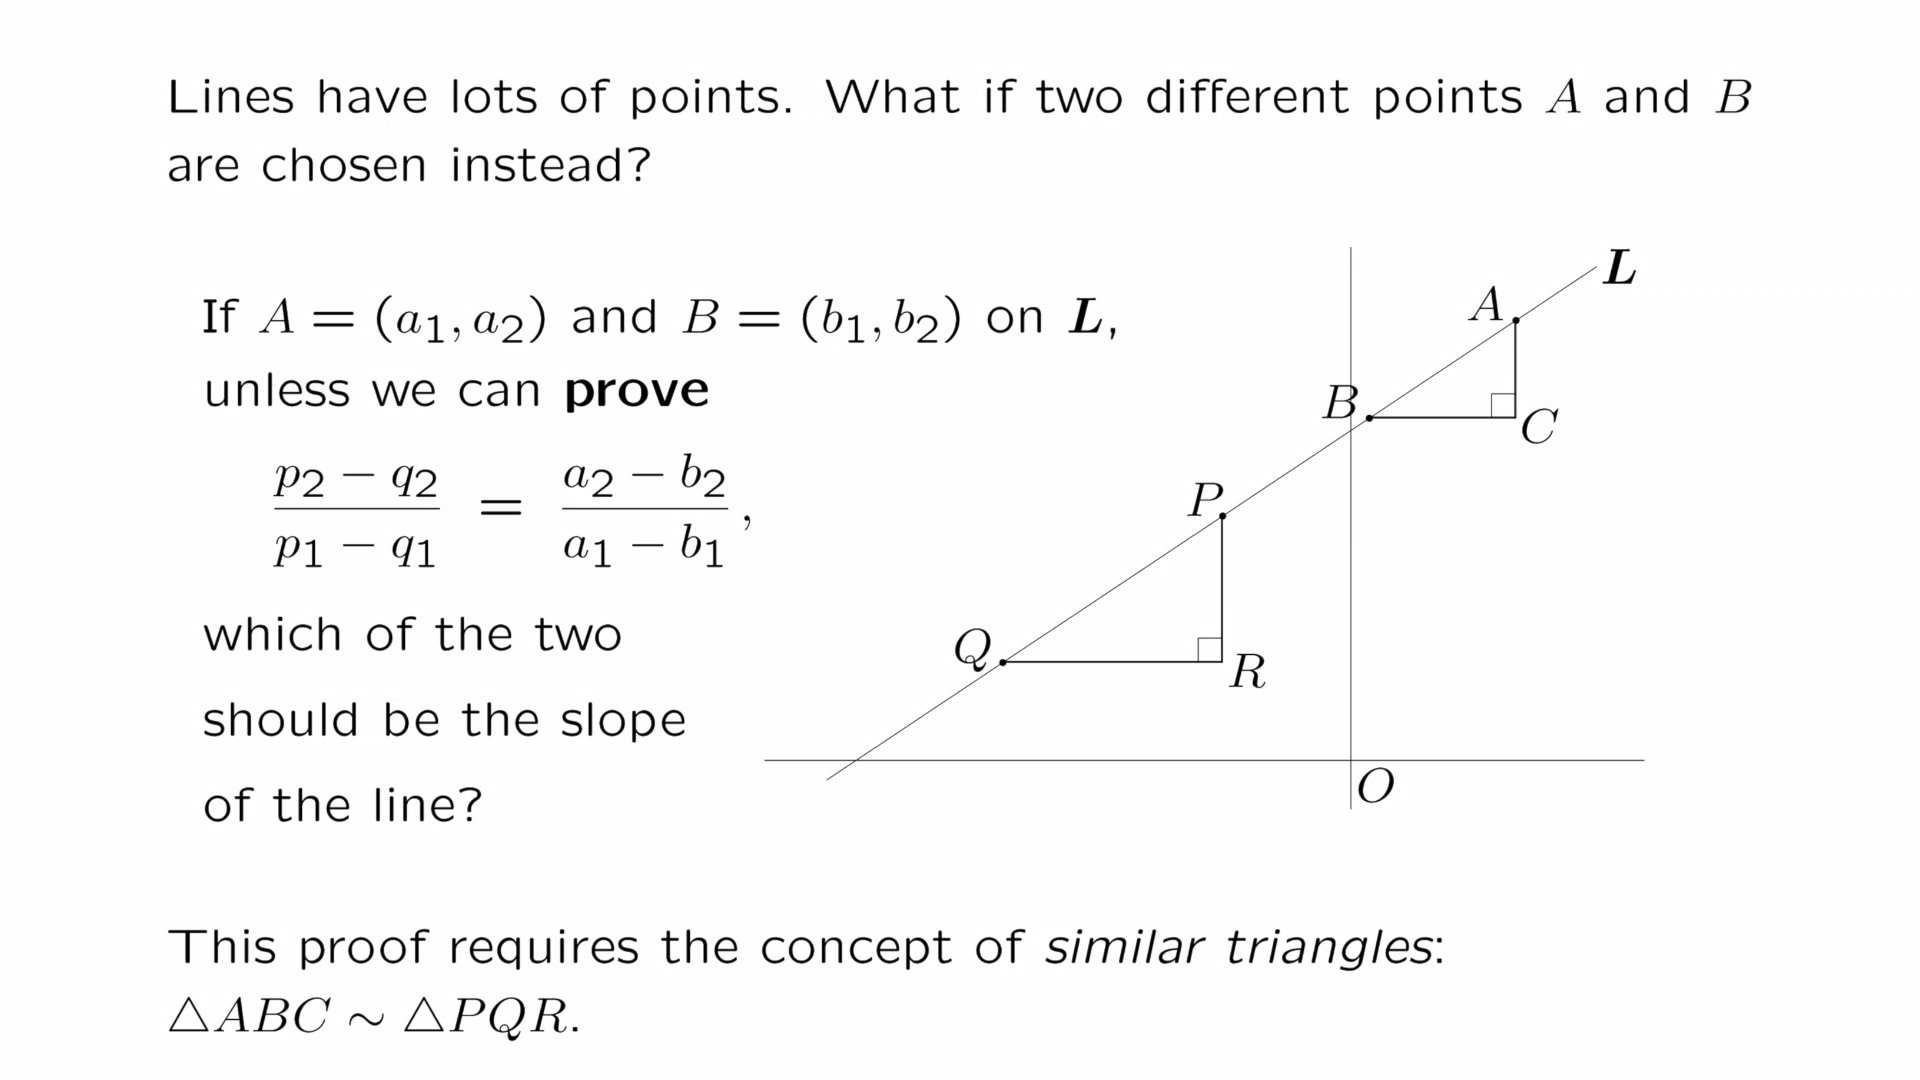 Lines have lots of points. What if two different points A and B
are chosen instead?
If A = (a₁, a₂) and B = (b₁, b₂) on L,
unless we can prove
p₂ − q₂ / p₁ − q₁ = a₂ − b₂ / a₁ − b₁ ,
which of the two
should be the slope
of the line?
L
A
B
C
P
Q
R
O
This proof requires the concept of similar triangles:
△ABC ∼ △PQR.